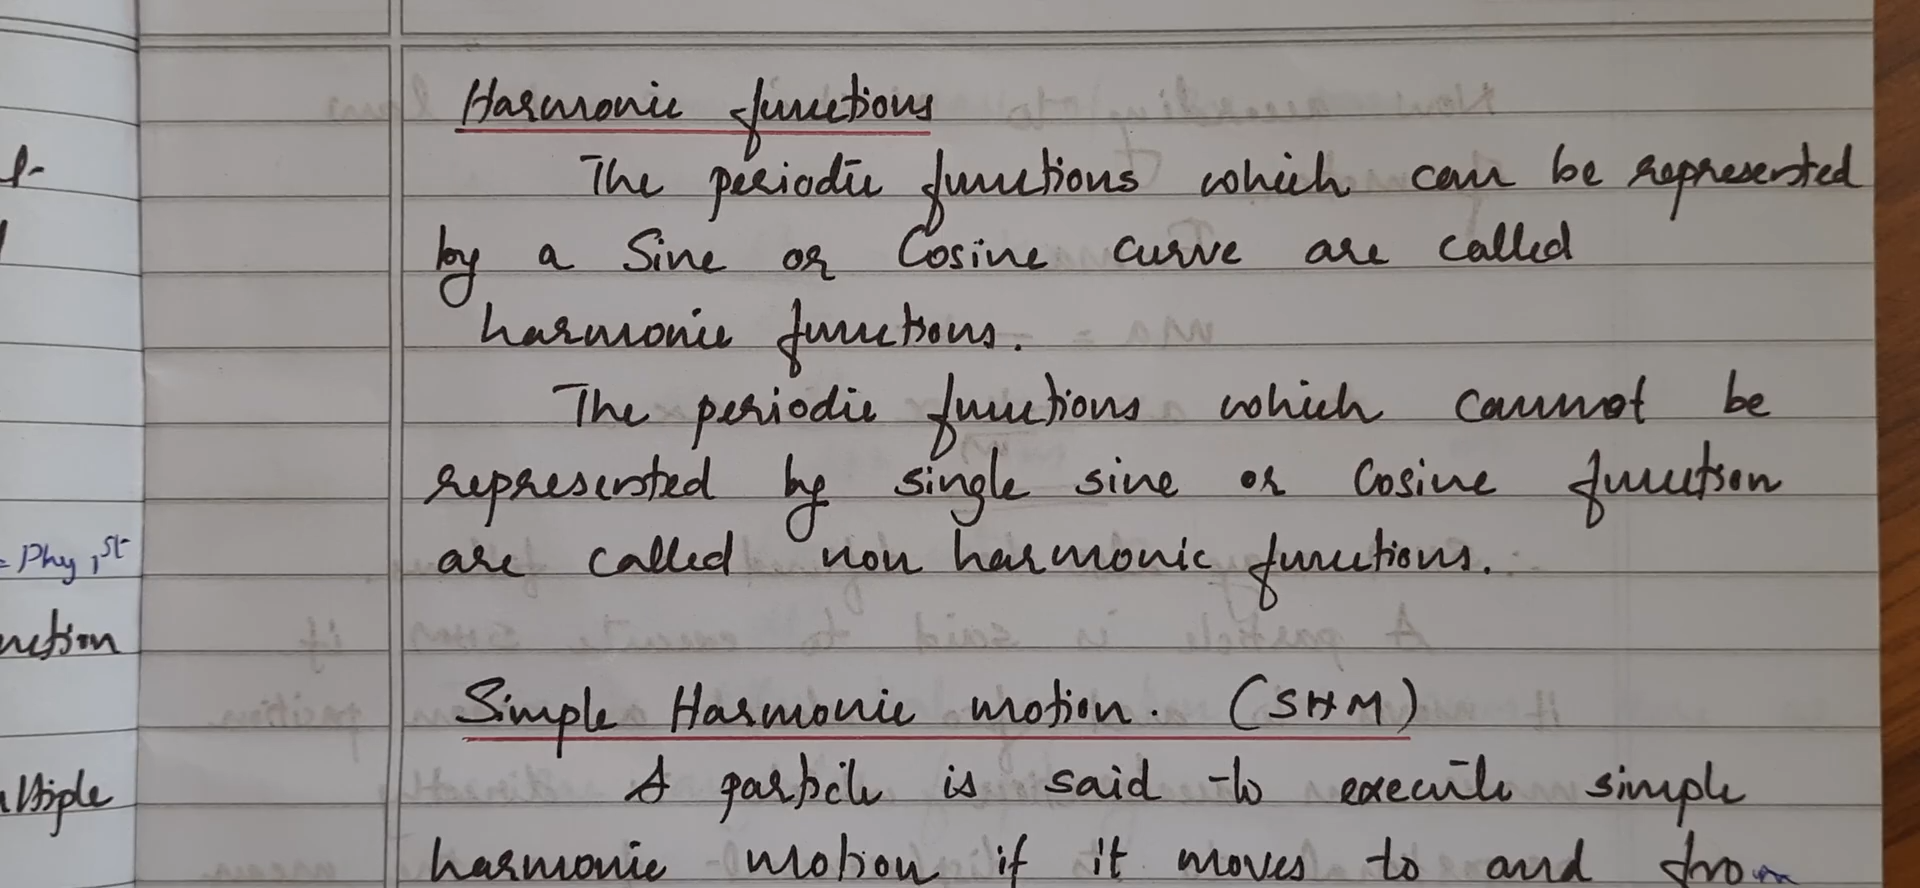 Harmonic functions
The periodic functions which can be represented
by a Sine or Cosine curve are called
harmonic functions.
The periodic functions which cannot be
represented by single sine or Cosine function
are called non harmonic functions.
Simple Harmonic motion. (SHM)
A particle is said to execute simple
harmonic motion if it moves to and fro
Phy 1st
nction
ltiple